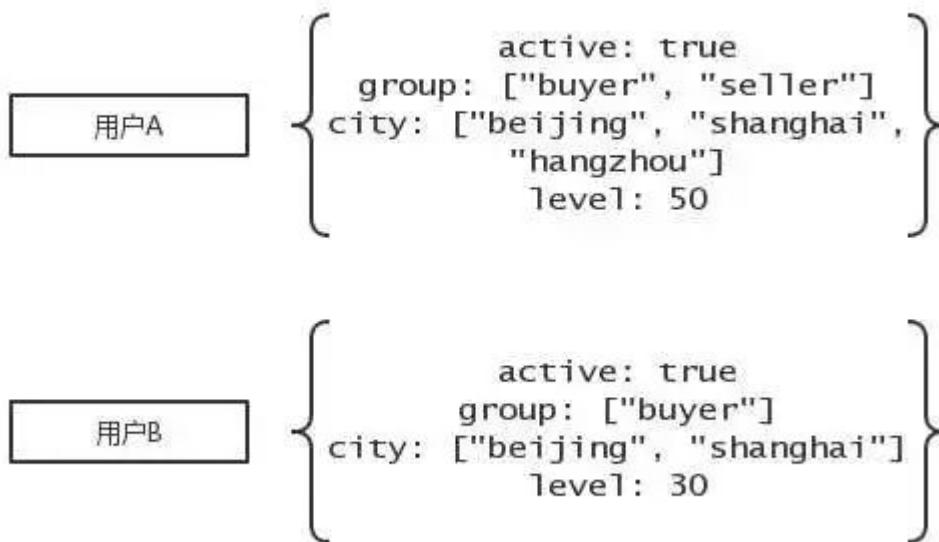 用户A
active: true
group: ["buyer", "seller"]
city: ["beijing", "shanghai",
"hangzhou"]
level: 50
用户B
active: true
group: ["buyer"]
city: ["beijing", "shanghai"]
level: 30